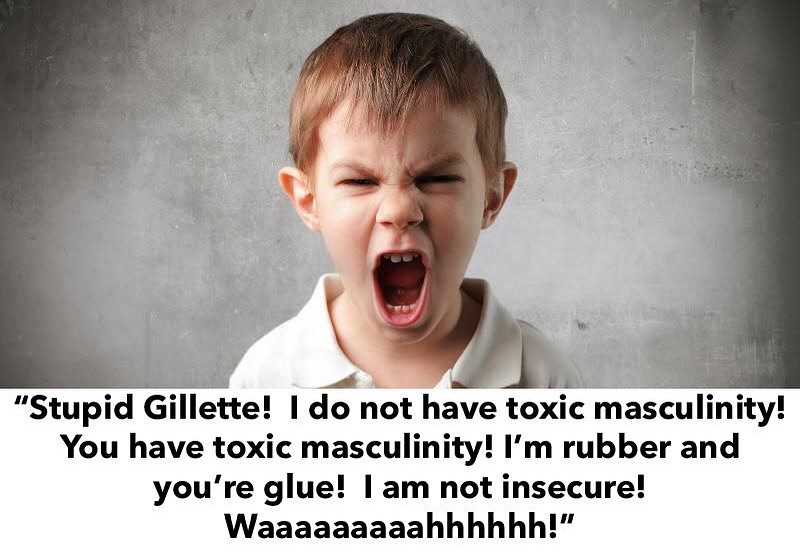 “Stupid Gillette!  I do not have toxic masculinity!
You have toxic masculinity! I’m rubber and
you’re glue!  I am not insecure!
Waaaaaaaaahhhhhh!”